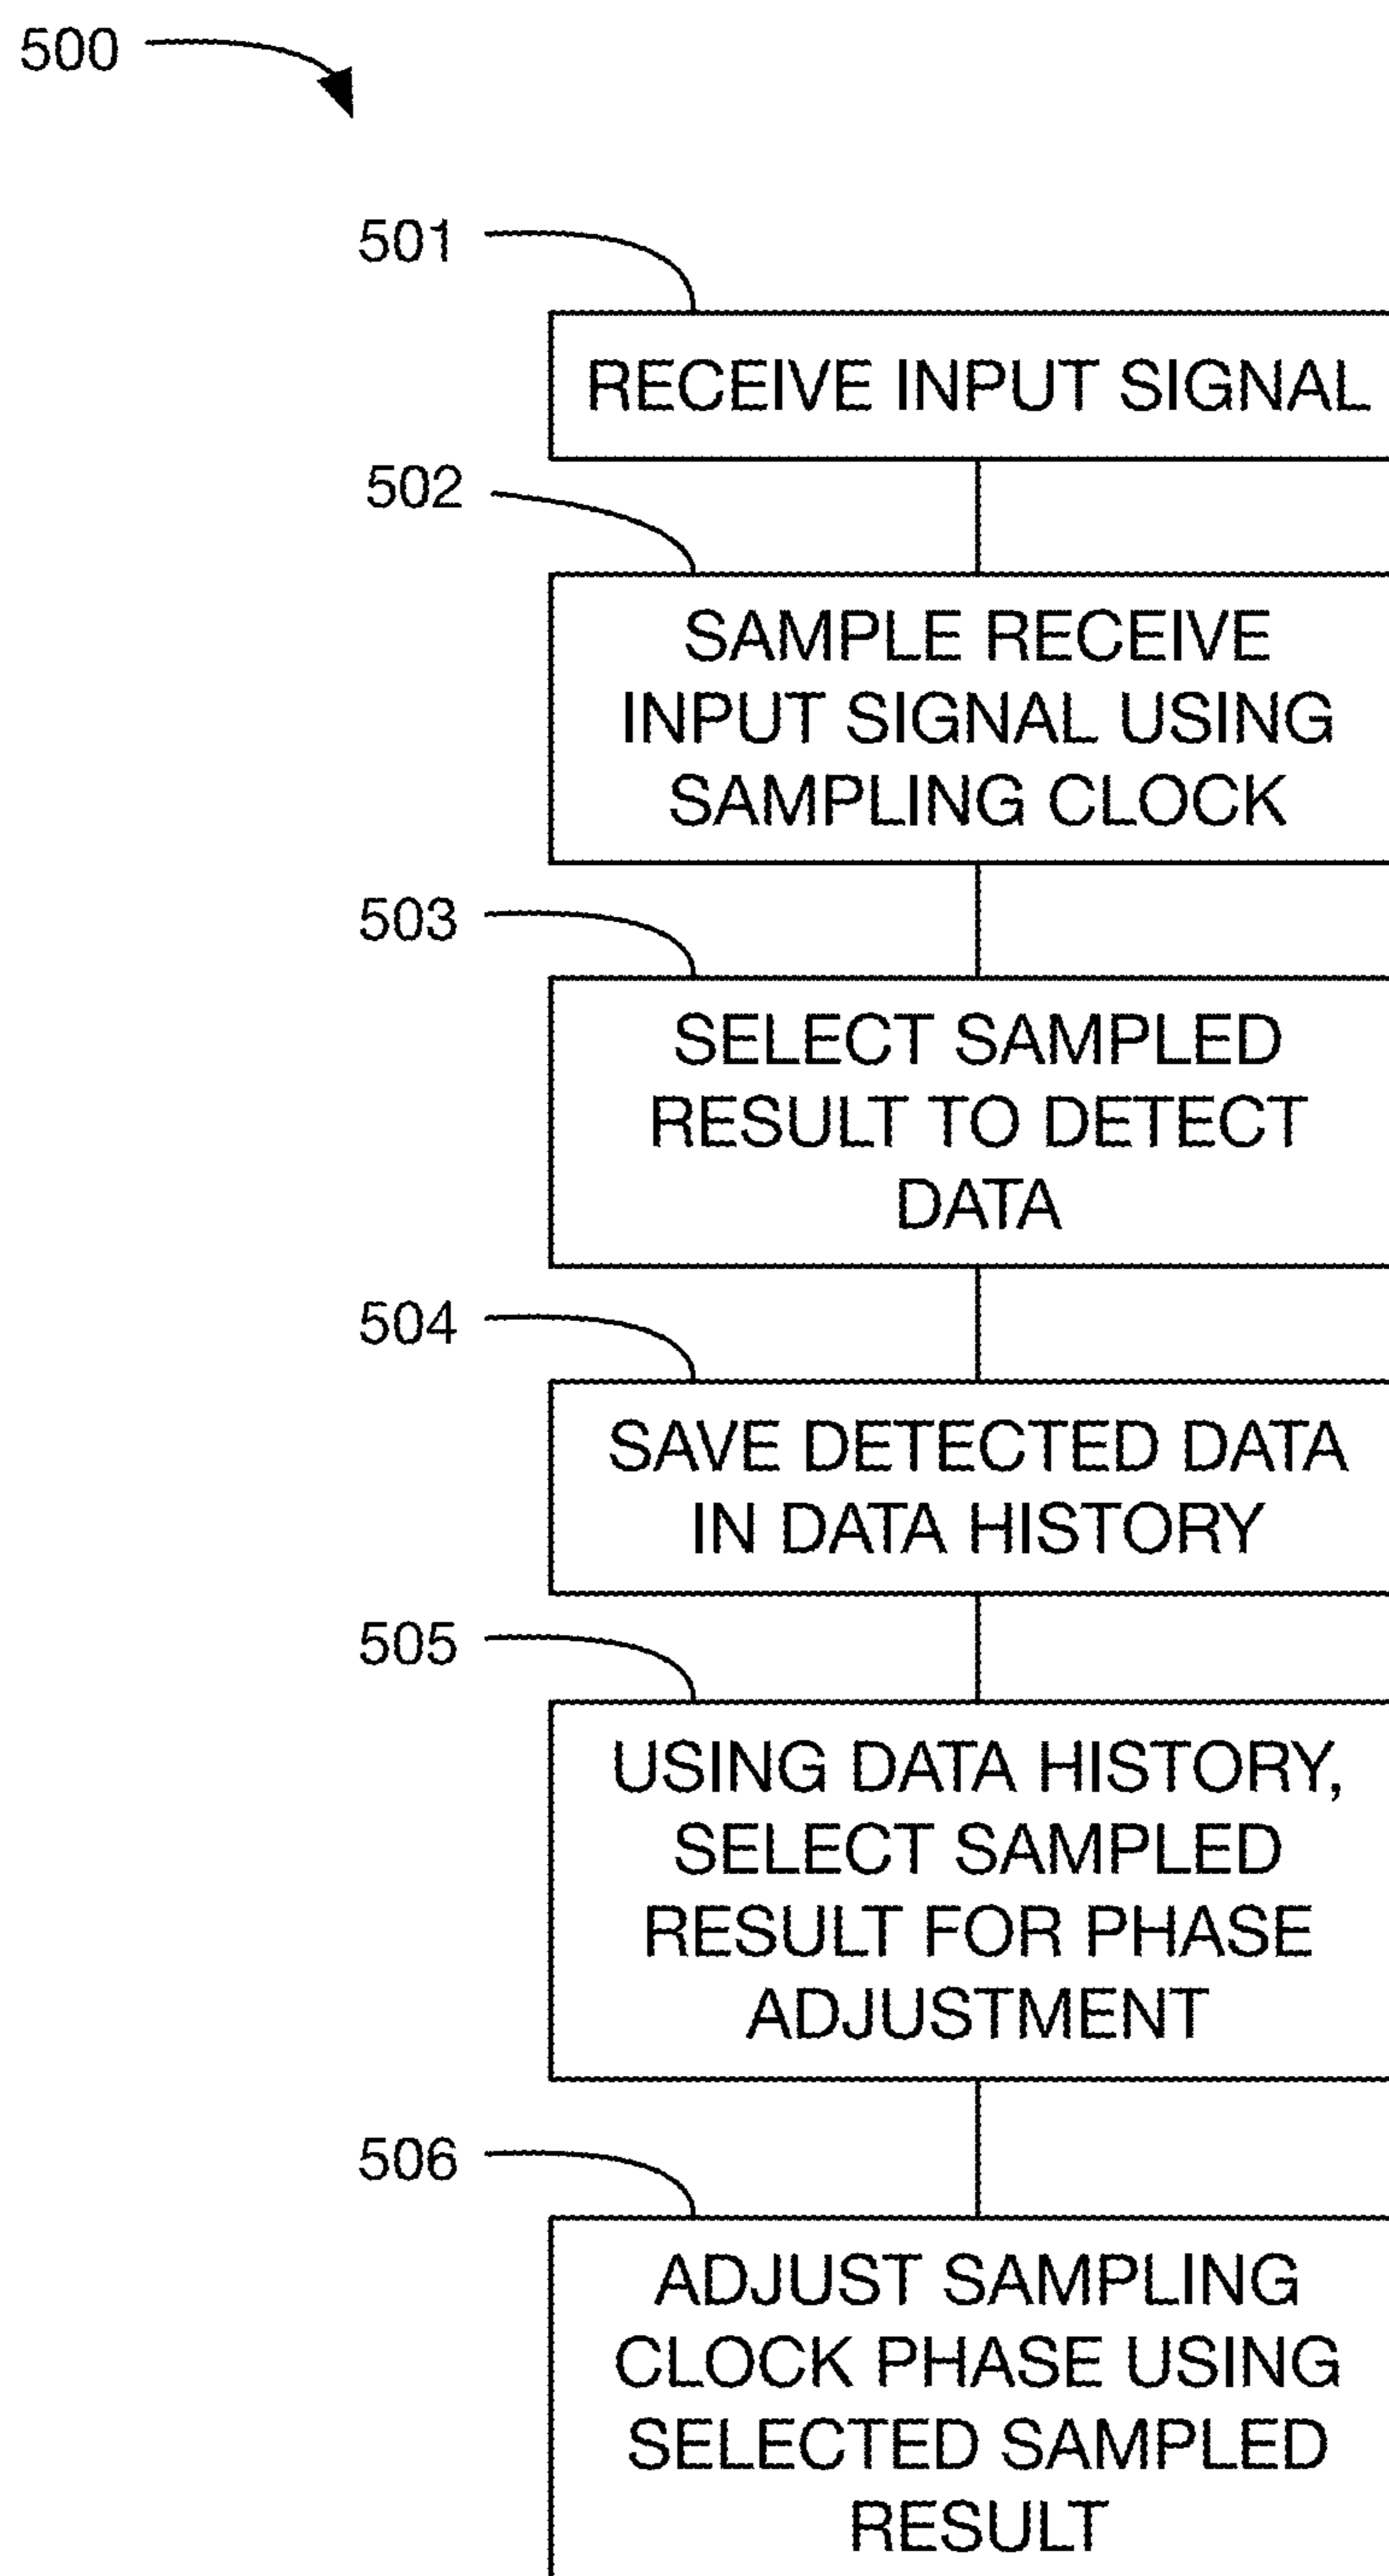 500
501
RECEIVE INPUT SIGNAL
502
SAMPLE RECEIVE
INPUT SIGNAL USING
SAMPLING CLOCK
503
SELECT SAMPLED
RESULT TO DETECT
DATA
504
SAVE DETECTED DATA
IN DATA HISTORY
505
USING DATA HISTORY,
SELECT SAMPLED
RESULT FOR PHASE
ADJUSTMENT
506
ADJUST SAMPLING
CLOCK PHASE USING
SELECTED SAMPLED
RESULT